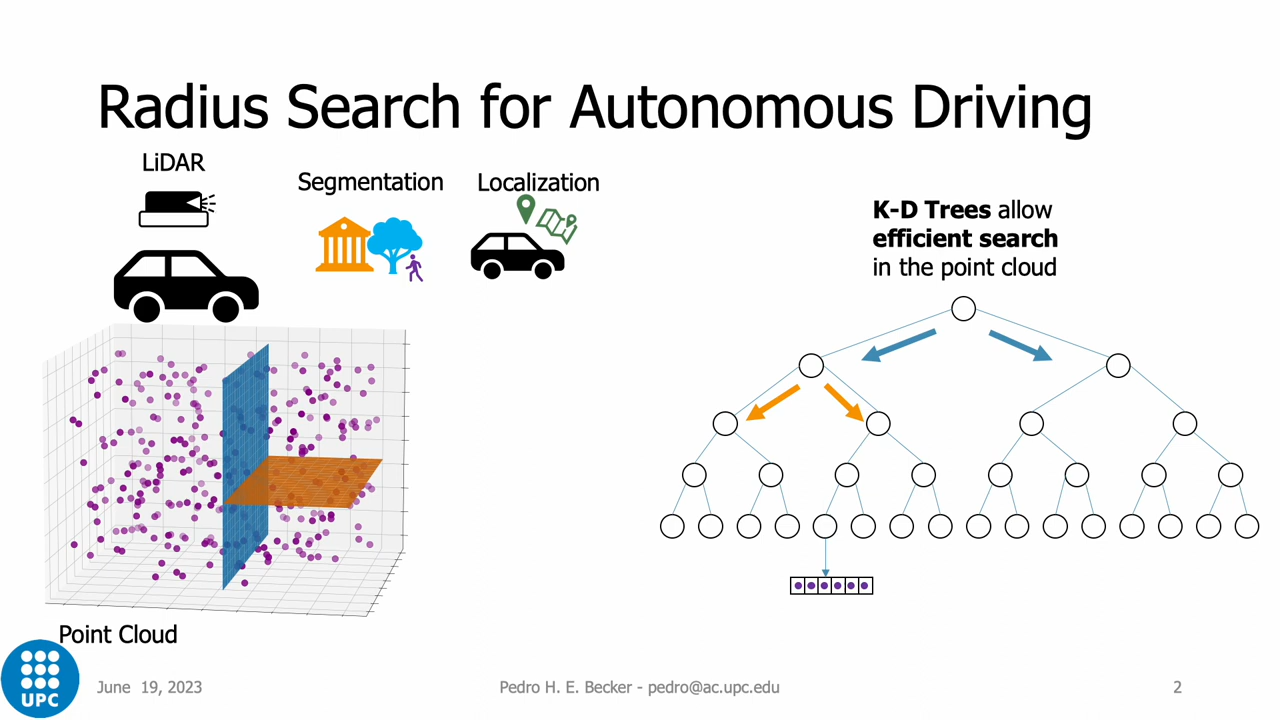 Radius Search for Autonomous Driving
LiDAR
Segmentation
Localization
K-D Trees allow
efficient search
in the point cloud
Point Cloud
UPC
June 19, 2023
Pedro H. E. Becker - pedro@ac.upc.edu
2